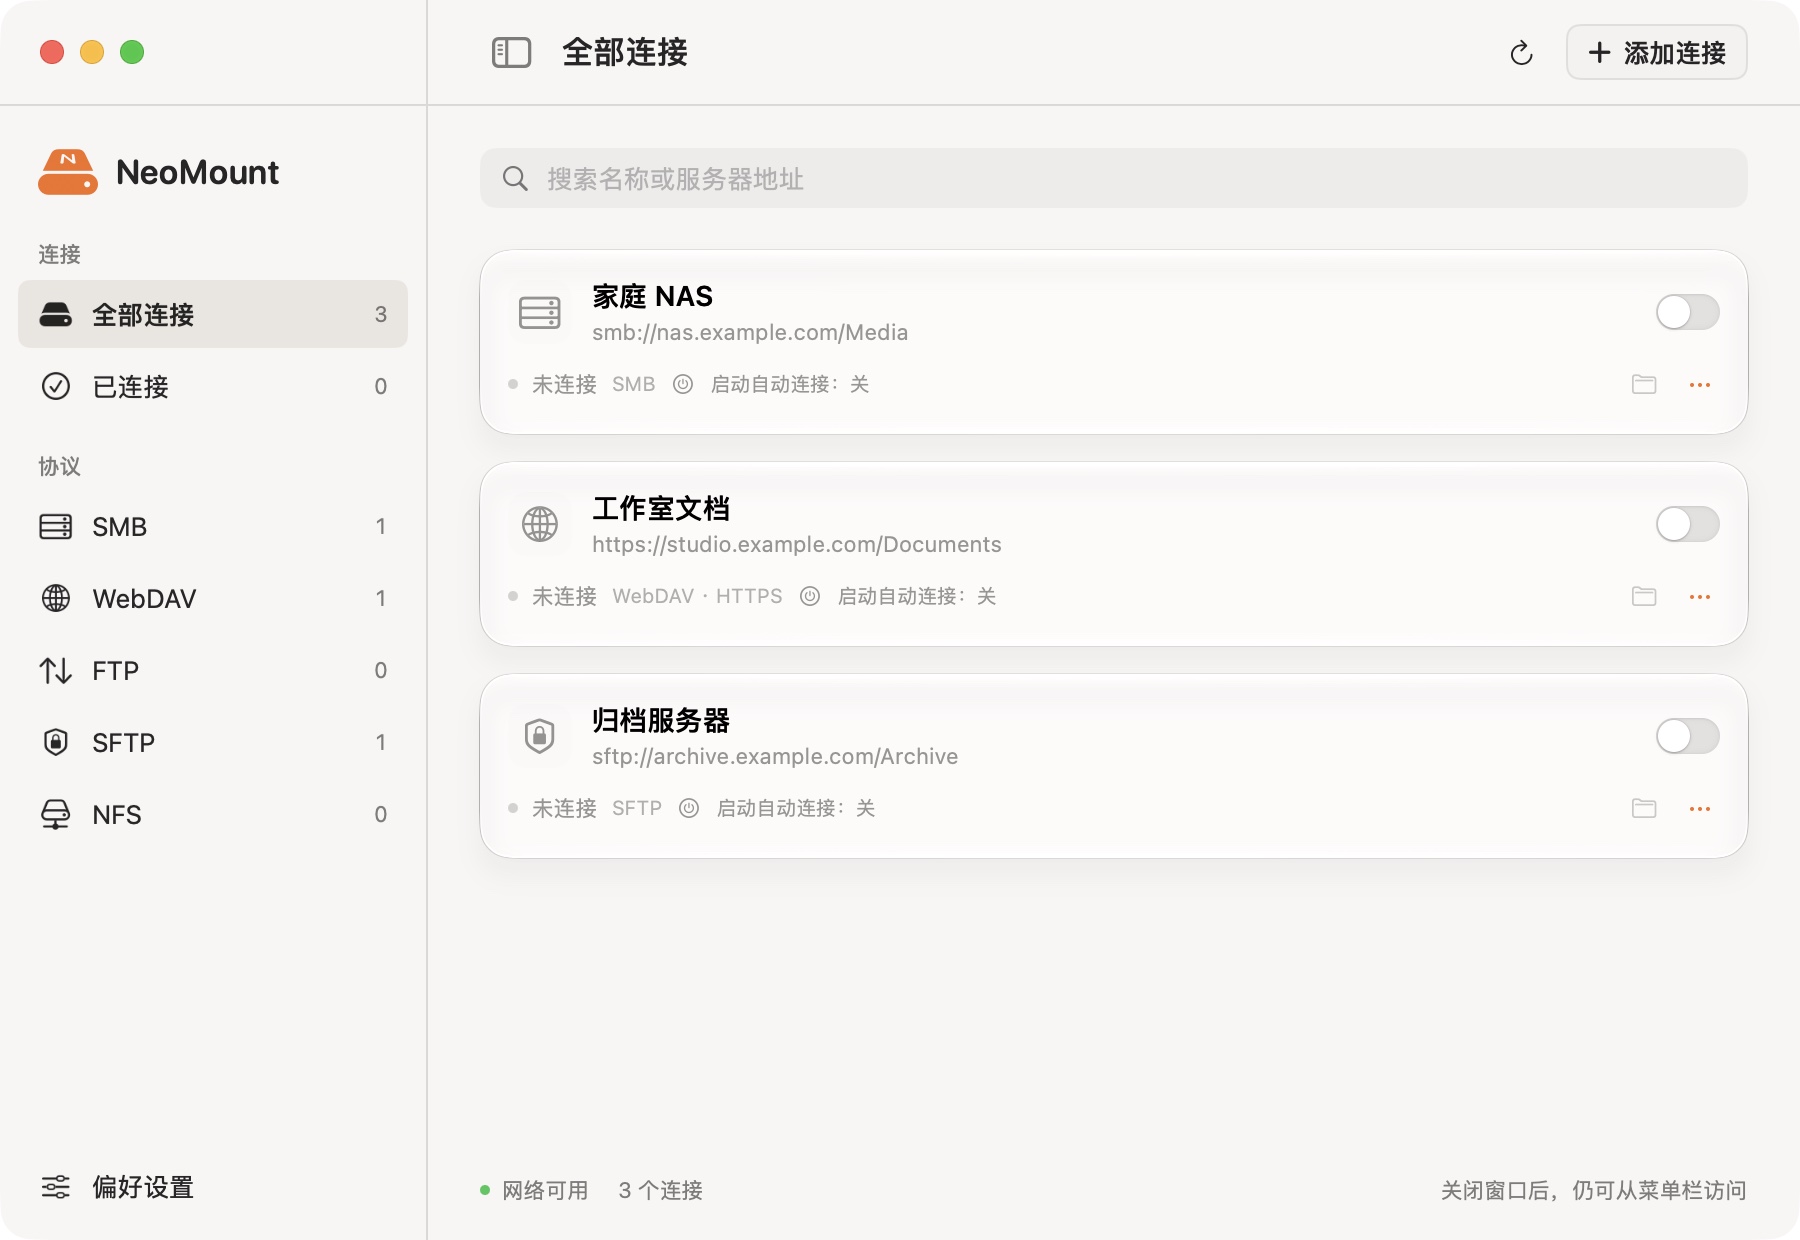 全部连接
添加连接
NeoMount
连接
全部连接 3
已连接 0
协议
SMB 1
WebDAV 1
FTP 0
SFTP 1
NFS 0
偏好设置
搜索名称或服务器地址
家庭 NAS
smb://nas.example.com/Media
未连接 SMB 启动自动连接：关
工作室文档
https://studio.example.com/Documents
未连接 WebDAV · HTTPS 启动自动连接：关
归档服务器
sftp://archive.example.com/Archive
未连接 SFTP 启动自动连接：关
网络可用 3 个连接
关闭窗口后，仍可从菜单栏访问